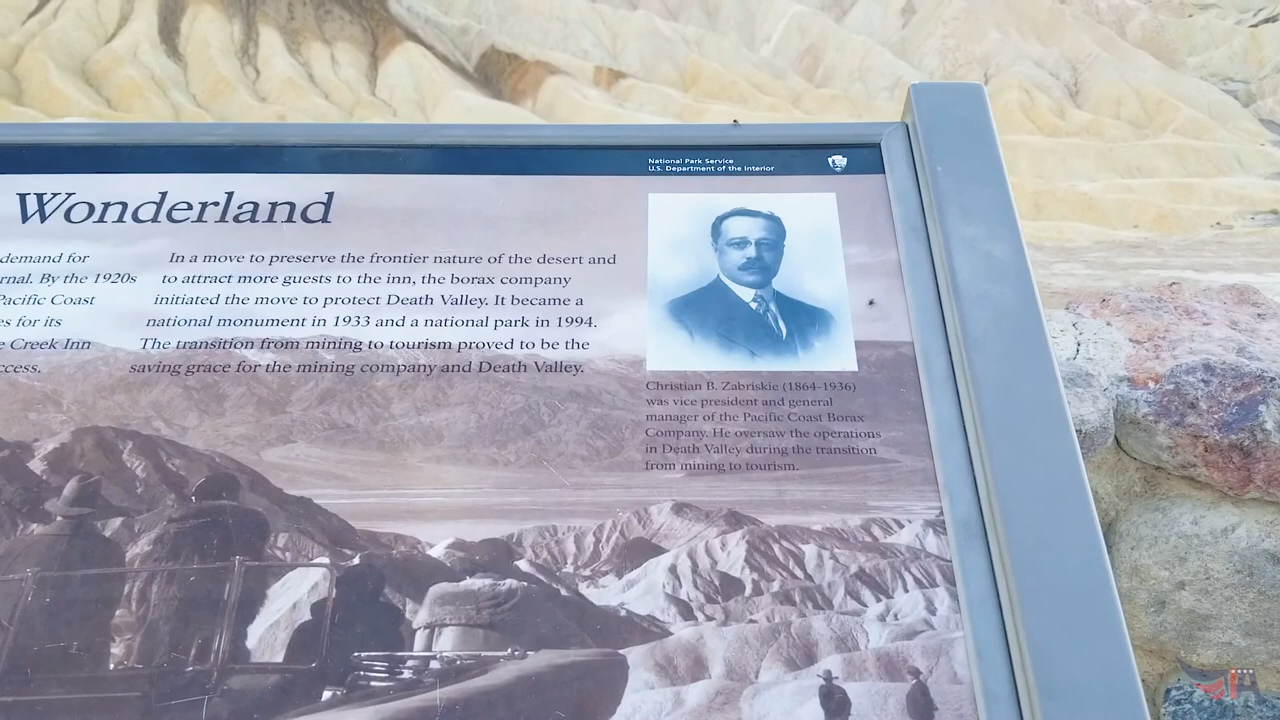 National Park Service
U.S. Department of the Interior
Wonderland
demand for
rnal. By the 1920s
Pacific Coast
es for its
e Creek Inn
ccess.
In a move to preserve the frontier nature of the desert and
to attract more guests to the inn, the borax company
initiated the move to protect Death Valley. It became a
national monument in 1933 and a national park in 1994.
The transition from mining to tourism proved to be the
saving grace for the mining company and Death Valley.
Christian B. Zabriskie (1864-1936)
was vice president and general
manager of the Pacific Coast Borax
Company. He oversaw the operations
in Death Valley during the transition
from mining to tourism.